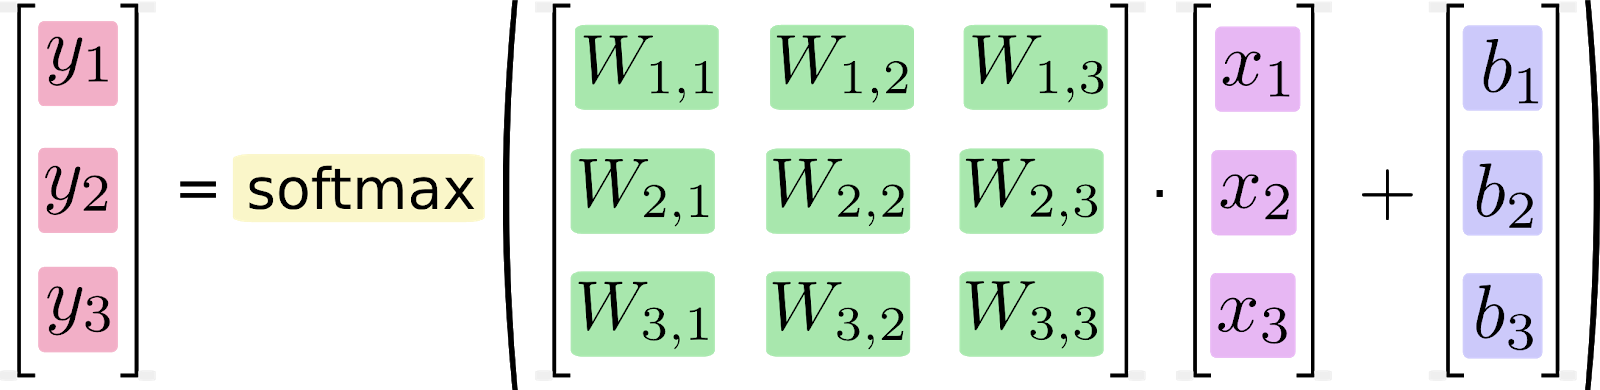 y1 W1,1 W1,2 W1,3 x1 b1
y2 = softmax ( W2,1 W2,2 W2,3 · x2 + b2 )
y3 W3,1 W3,2 W3,3 x3 b3